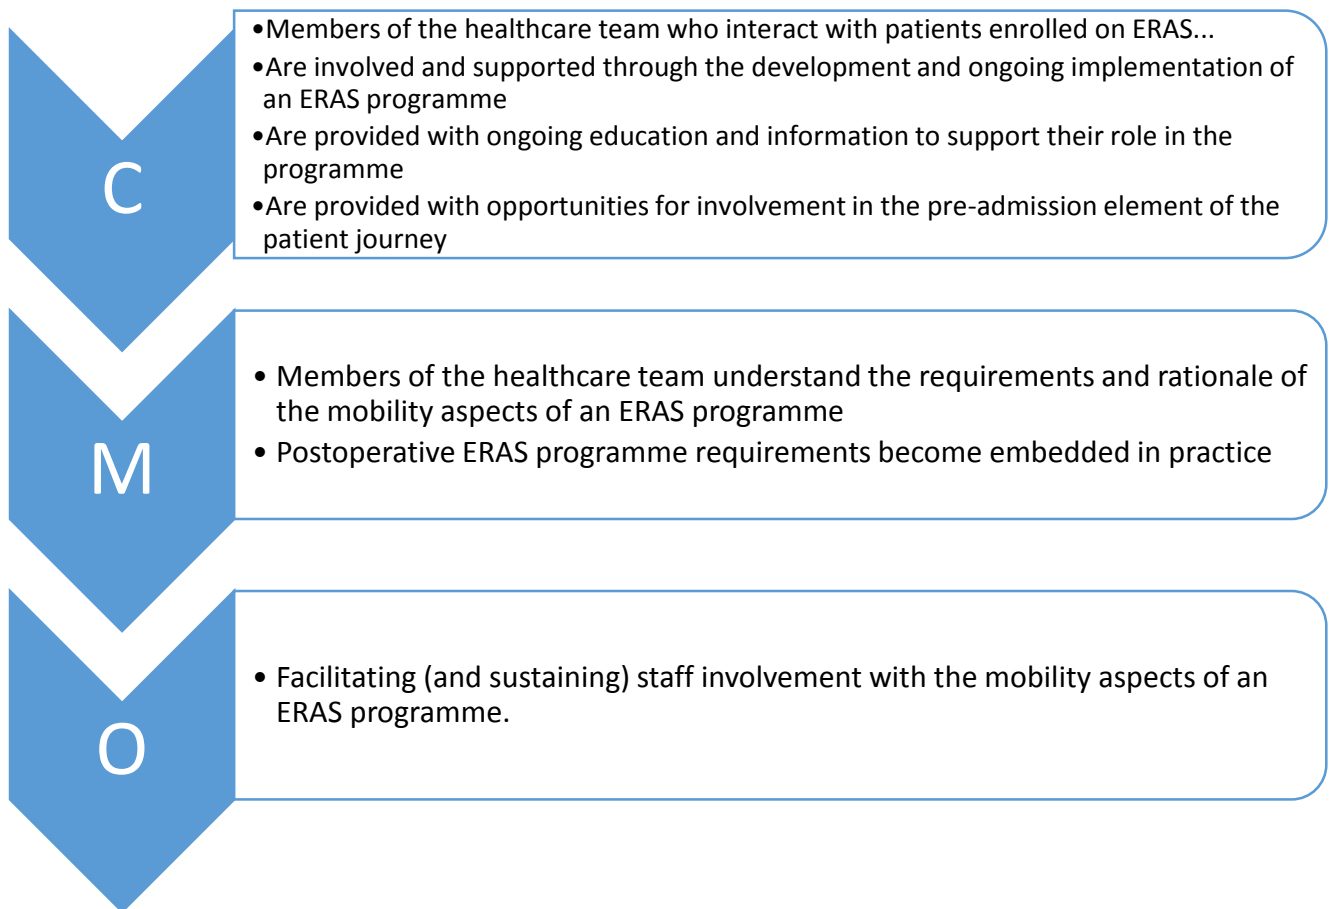 C
•Members of the healthcare team who interact with patients enrolled on ERAS...
•Are involved and supported through the development and ongoing implementation of
an ERAS programme
•Are provided with ongoing education and information to support their role in the
programme
•Are provided with opportunities for involvement in the pre-admission element of the
patient journey
M
• Members of the healthcare team understand the requirements and rationale of
the mobility aspects of an ERAS programme
• Postoperative ERAS programme requirements become embedded in practice
O
• Facilitating (and sustaining) staff involvement with the mobility aspects of an
ERAS programme.